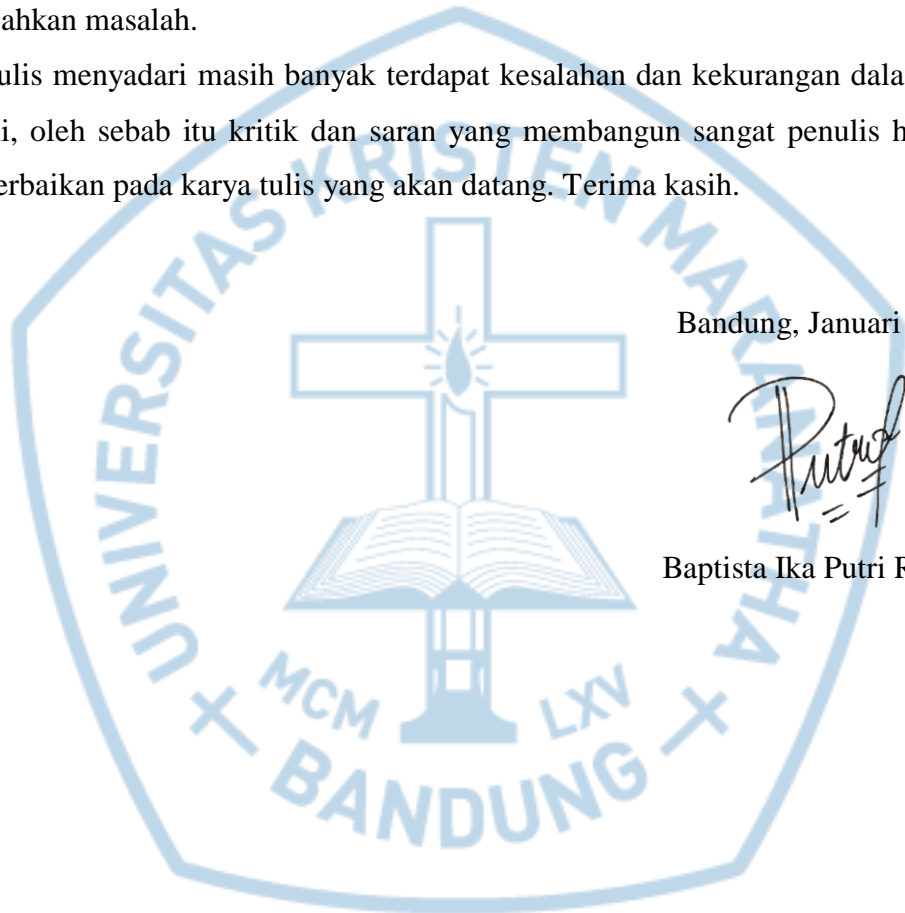 ahkan masalah.
ulis menyadari masih banyak terdapat kesalahan dan kekurangan dala
i, oleh sebab itu kritik dan saran yang membangun sangat penulis h
erbaikan pada karya tulis yang akan datang. Terima kasih.
UNIVERSITAS KRISTEN MARANATHA
Bandung, Januari
Putri
Baptista Ika Putri R
MCM LXV
BANDUNG